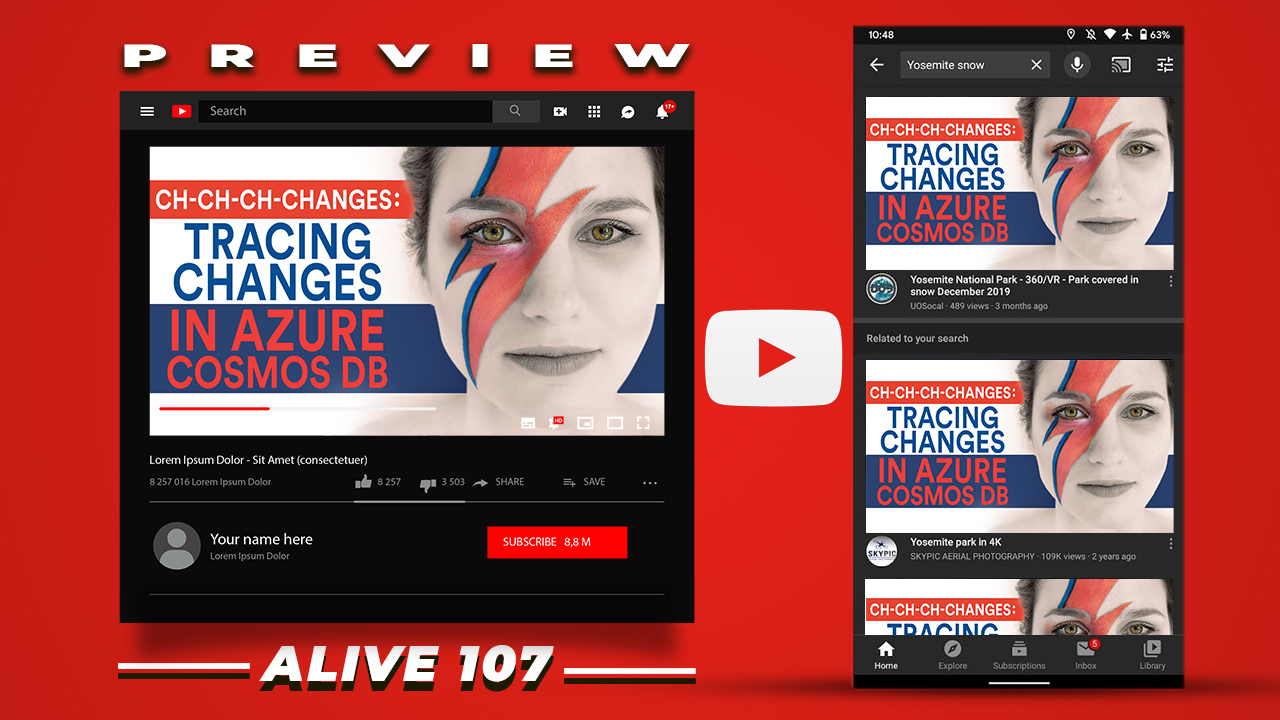 PREVIEW
Search
17+
CH-CH-CH-CHANGES:
TRACING
CHANGES
IN AZURE
COSMOS DB
HD
Lorem Ipsum Dolor - Sit Amet (consectetuer)
8 257 016 Lorem Ipsum Dolor
8 257
3 503
SHARE
SAVE
Your name here
Lorem Ipsum Dolor
SUBSCRIBE 8,8 M
ALIVE 107
10:48
63%
Yosemite snow
CH-CH-CH-CHANGES:
TRACING
CHANGES
IN AZURE
COSMOS DB
Yosemite National Park - 360/VR - Park covered in
snow December 2019
UOSocal · 489 views · 3 months ago
Related to your search
CH-CH-CH-CHANGES:
TRACING
CHANGES
IN AZURE
COSMOS DB
SKYPIC
Yosemite park in 4K
SKYPIC AERIAL PHOTOGRAPHY · 109K views · 2 years ago
CH-CH-CH-CHANGES:
TRACING
5
Home
Explore
Subscriptions
Inbox
Library